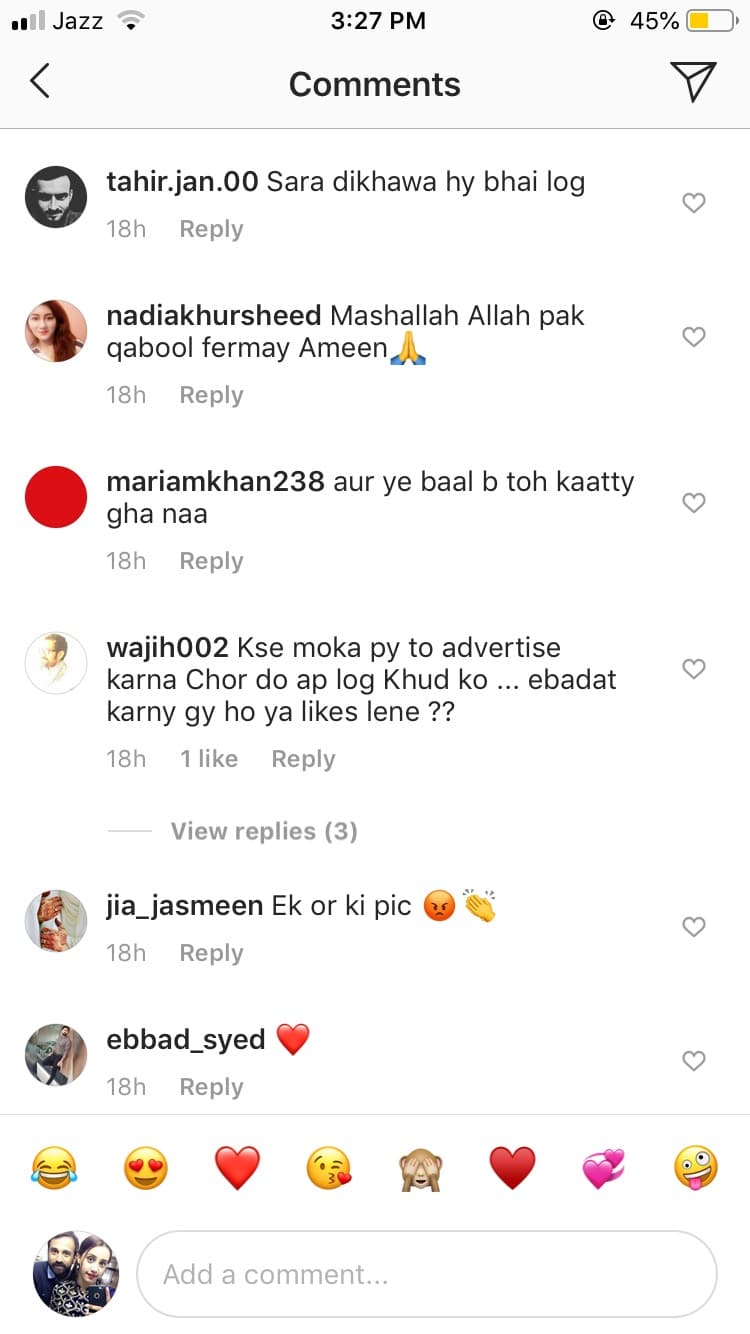 Jazz 3:27 PM 45%
Comments
tahir.jan.00 Sara dikhawa hy bhai log
18h Reply
nadiakhursheed Mashallah Allah pak
qabool fermay Ameen🙏
18h Reply
mariamkhan238 aur ye baal b toh kaatty
gha naa
18h Reply
wajih002 Kse moka py to advertise
karna Chor do ap log Khud ko ... ebadat
karny gy ho ya likes lene ??
18h 1 like Reply
View replies (3)
jia_jasmeen Ek or ki pic 😡👏
18h Reply
ebbad_syed ❤️
18h Reply
😂 😍 ❤️ 😘 🙈 ♥️ 💞 🤪
Add a comment...